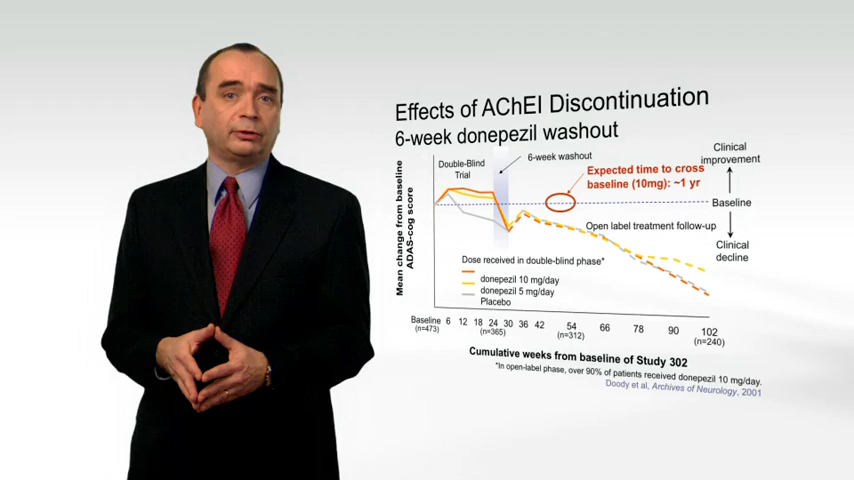 Effects of AChEI Discontinuation
6-week donepezil washout
Mean change from baseline
ADAS-cog score
Double-Blind
Trial
6-week washout
Expected time to cross
baseline (10mg): ~1 yr
Clinical
improvement
Baseline
Clinical
decline
Open label treatment follow-up
Dose received in double-blind phase*
donepezil 10 mg/day
donepezil 5 mg/day
Placebo
Baseline 6 12 18 24 30 36 42 54 66 78 90 102
(n=473) (n=365) (n=312) (n=240)
Cumulative weeks from baseline of Study 302
*In open-label phase, over 90% of patients received donepezil 10 mg/day.
Doody et al, Archives of Neurology, 2001